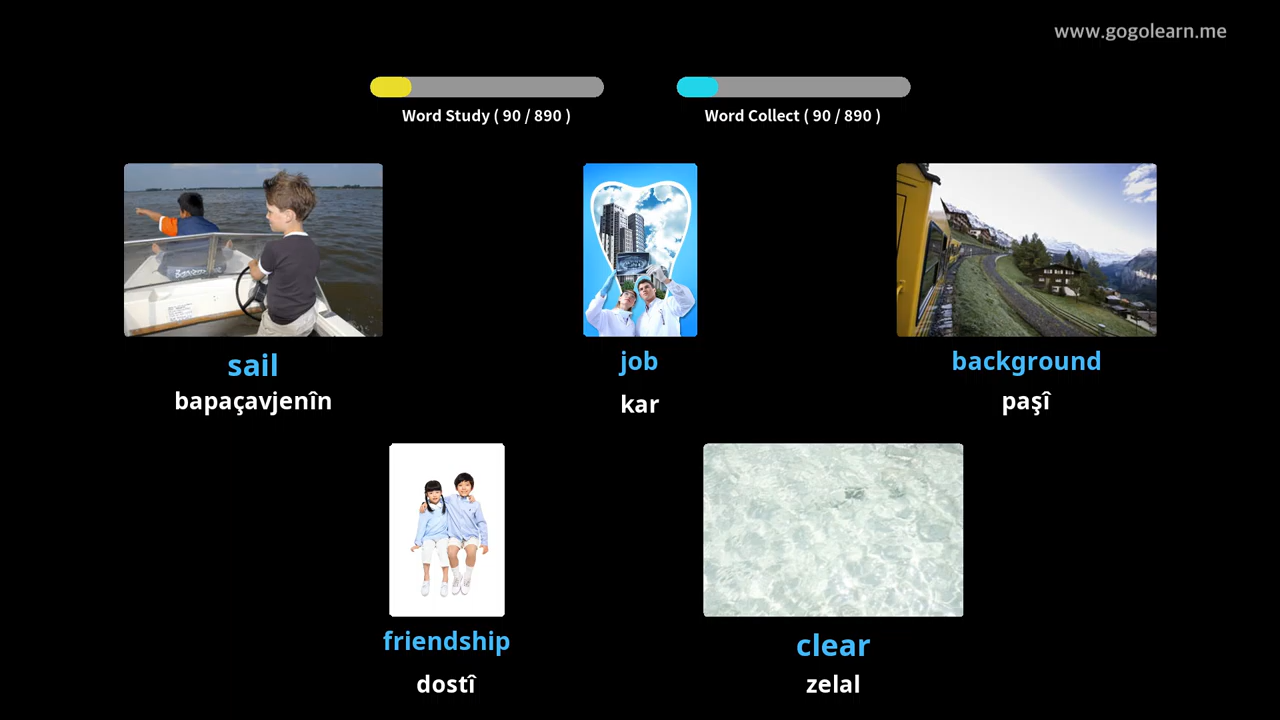 www.gogolearn.me
Word Study ( 90 / 890 )
Word Collect ( 90 / 890 )
sail
bapaçavjenîn
job
kar
background
paşî
friendship
dostî
clear
zelal